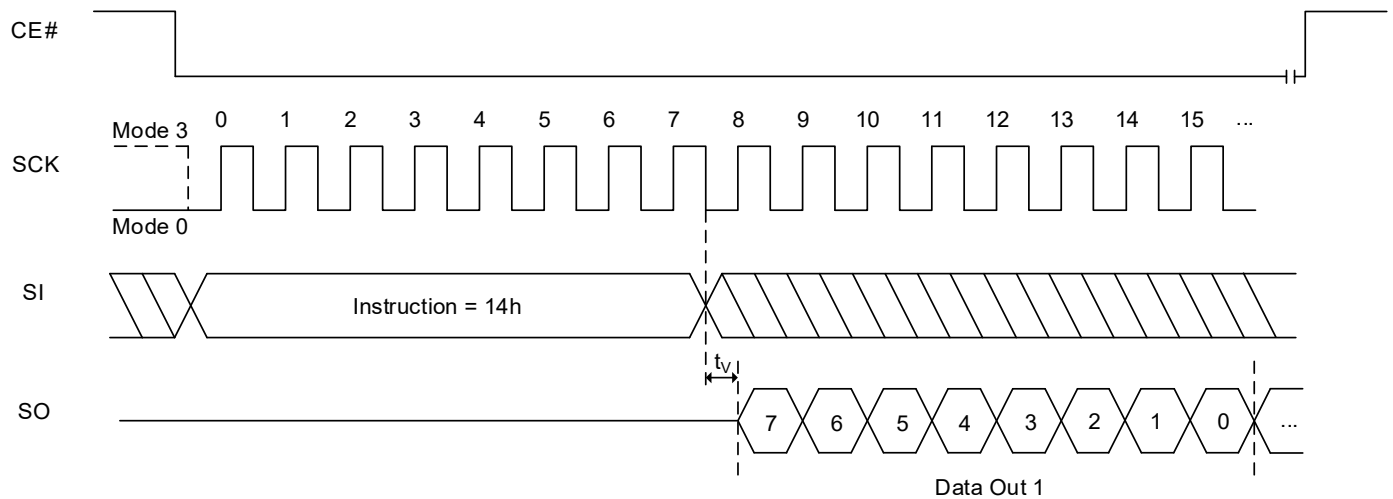 CE#
Mode 3
0 1 2 3 4 5 6 7 8 9 10 11 12 13 14 15 ...
SCK
Mode 0
SI
Instruction = 14h
tV
SO
7 6 5 4 3 2 1 0 ...
Data Out 1